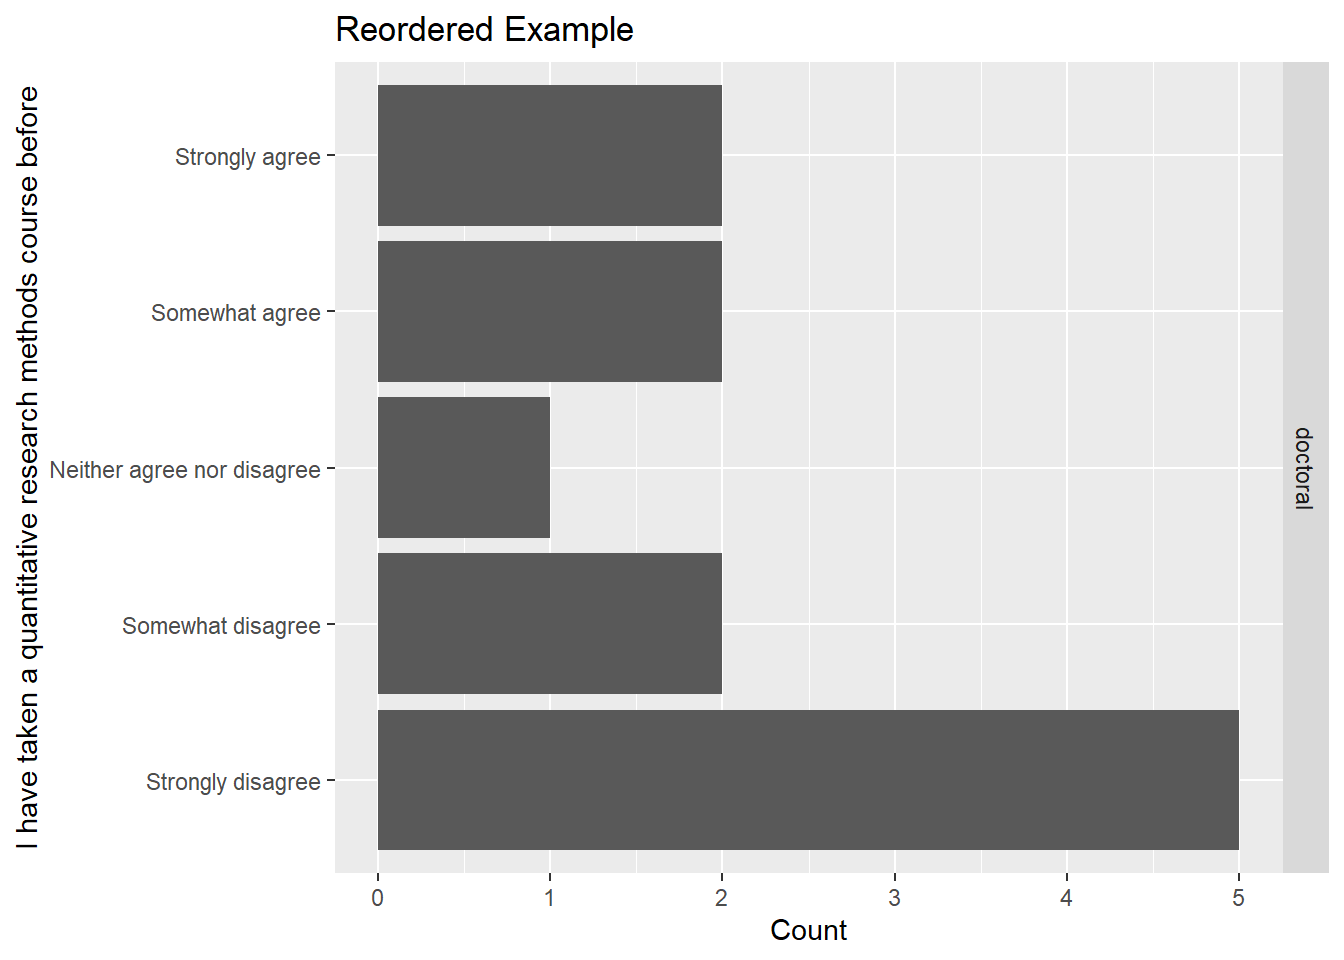 Reordered Example
I have taken a quantitative research methods course before
Strongly agree
Somewhat agree
Neither agree nor disagree
Somewhat disagree
Strongly disagree
doctoral
0 1 2 3 4 5
Count